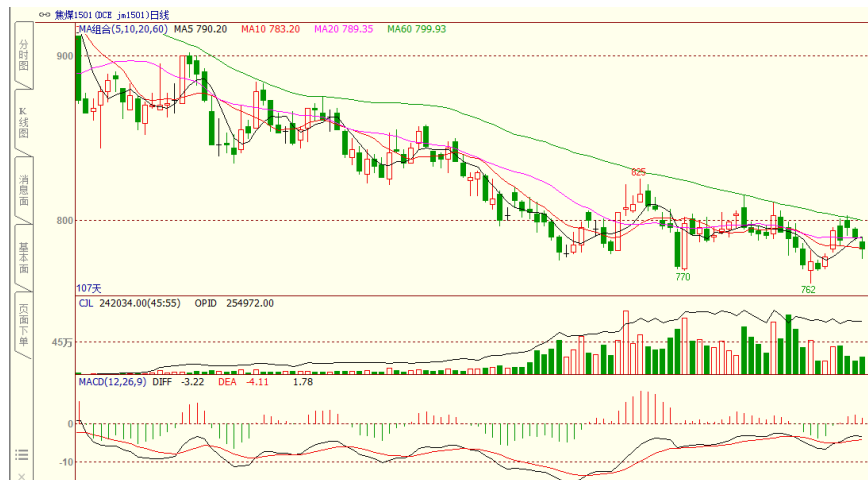 焦煤1501(DCE jm1501)日线
MA组合(5,10,20,60) MA5 790.20 MA10 783.20 MA20 789.35 MA60 799.93
分时图
K线图
消息面
基本面
页面下单
900
825
800
770
762
107天
CJL 242034.00(45:55) OPID 254972.00
45万
MACD(12,26,9) DIFF -3.22 DEA -4.11 1.78
0
-10